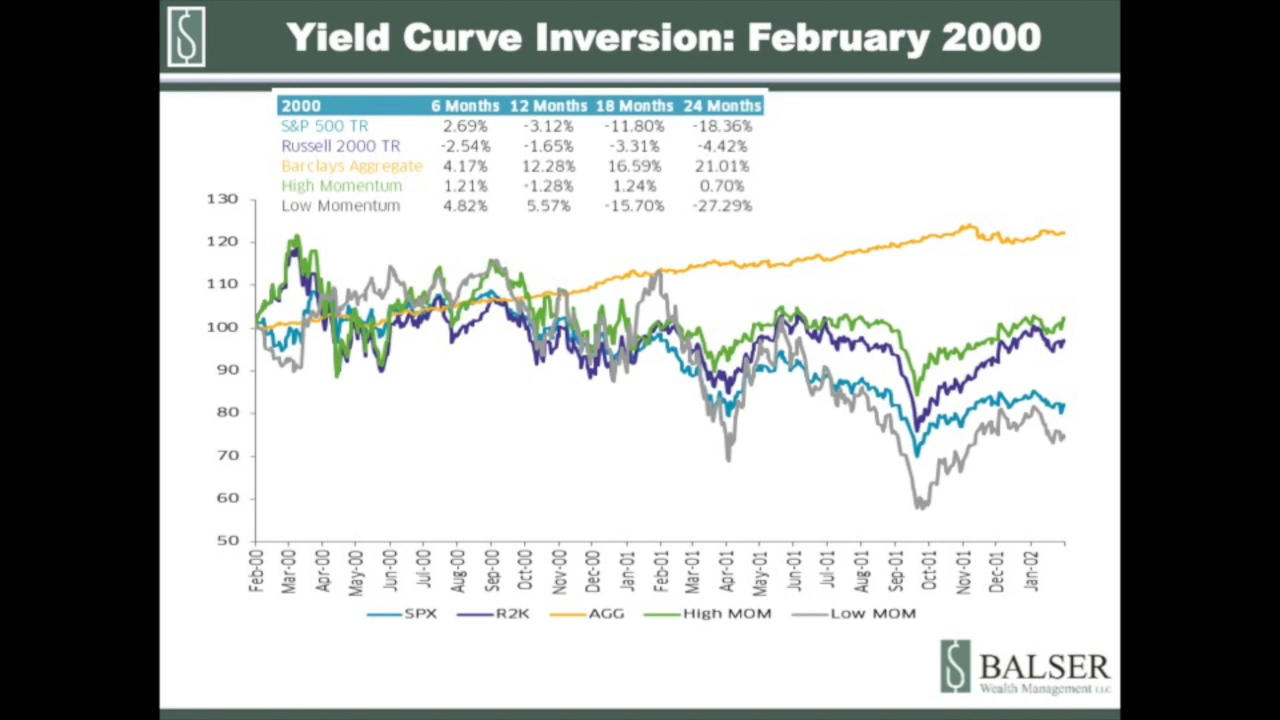 Yield Curve Inversion: February 2000
2000 6 Months 12 Months 18 Months 24 Months
S&P 500 TR 2.69% -3.12% -11.80% -18.36%
Russell 2000 TR -2.54% -1.65% -3.31% -4.42%
Barclays Aggregate 4.17% 12.28% 16.59% 21.01%
High Momentum 1.21% -1.28% 1.24% 0.70%
Low Momentum 4.82% 5.57% -15.70% -27.29%
130
120
110
100
90
80
70
60
50
Feb-00 Mar-00 Apr-00 May-00 Jun-00 Jul-00 Aug-00 Sep-00 Oct-00 Nov-00 Dec-00 Jan-01 Feb-01 Mar-01 Apr-01 May-01 Jun-01 Jul-01 Aug-01 Sep-01 Oct-01 Nov-01 Dec-01 Jan-02
SPX R2K AGG High MOM Low MOM
BALSER
Wealth Management LLC